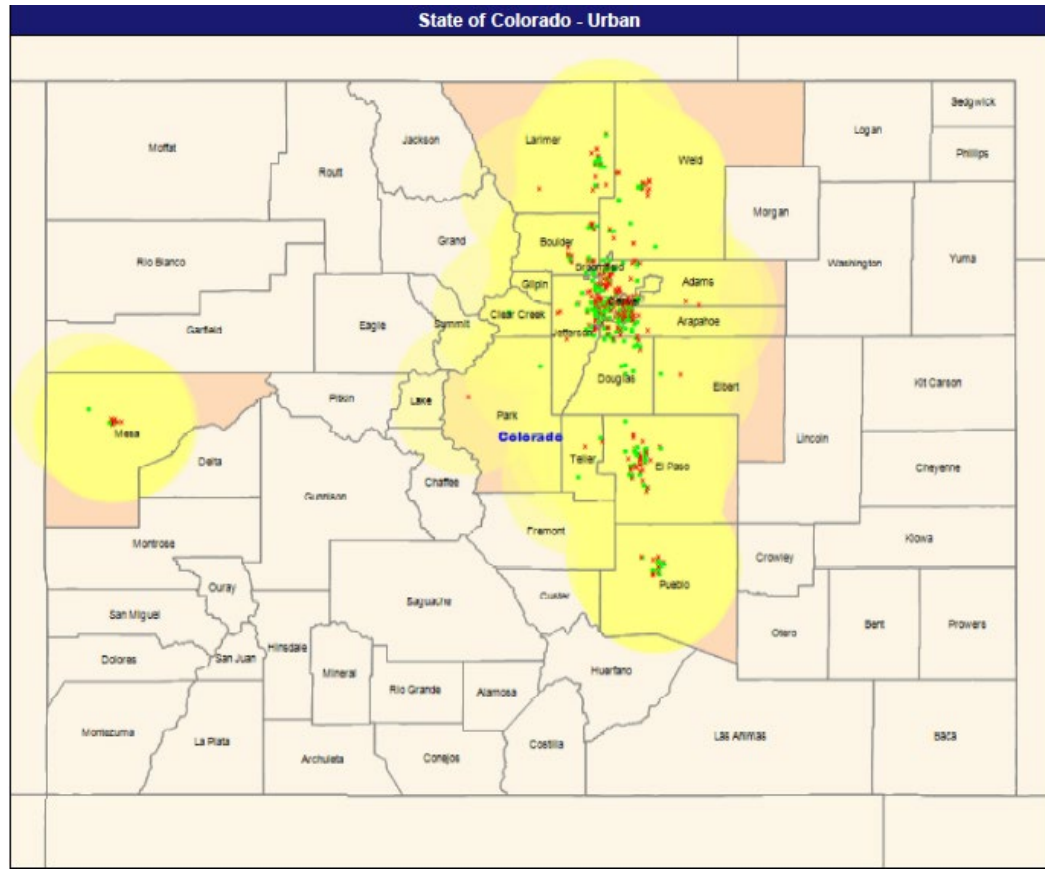 State of Colorado - Urban
Sedgwick
Jackson
Larimer
Logan
Moffat
Weld
Phillips
Routt
Morgan
Grand
Boulder
Rio Blanco
Broomfield
Washington
Yuma
Gilpin
Adams
Garfield
Eagle
Summit
Clear Creek
Denver
Arapahoe
Jefferson
Douglas
Elbert
Kit Carson
Pitkin
Lake
Park
Mesa
Colorado
Lincoln
Delta
Teller
El Paso
Cheyenne
Chaffee
Gunnison
Fremont
Montrose
Kiowa
Crowley
Pueblo
Ouray
Saguache
Custer
San Miguel
Otero
Bent
Prowers
Hinsdale
Dolores
San Juan
Mineral
Huerfano
Rio Grande
Alamosa
Montezuma
La Plata
Las Animas
Baca
Costilla
Archuleta
Conejos